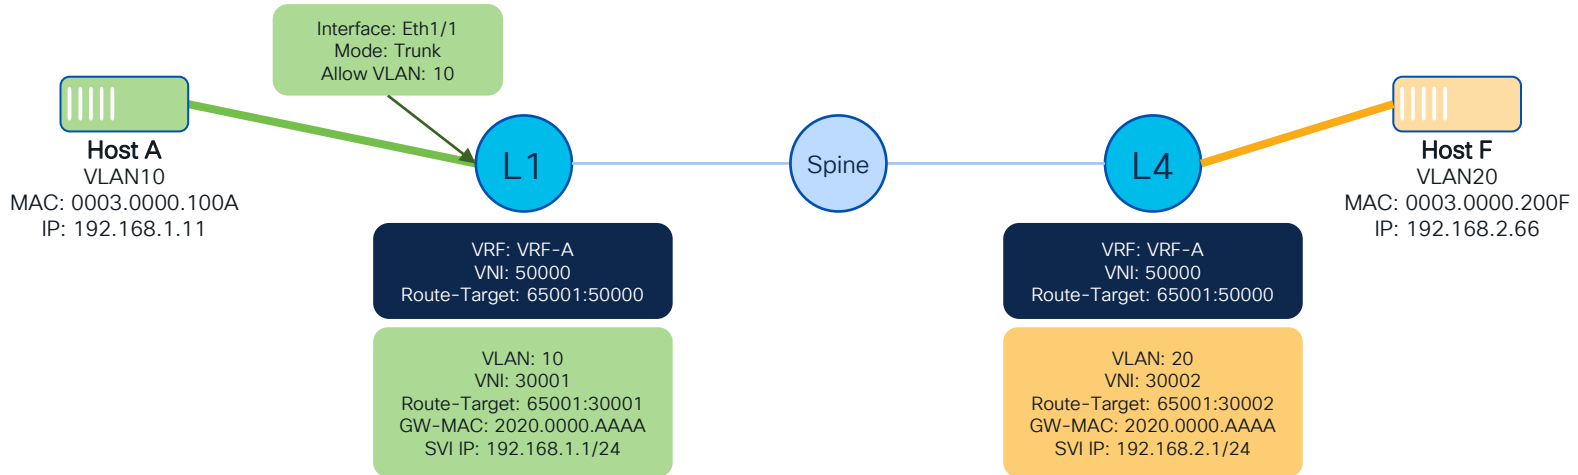 Interface: Eth1/1
Mode: Trunk
Allow VLAN: 10
Host A
VLAN10
MAC: 0003.0000.100A
IP: 192.168.1.11
L1
Spine
L4
Host F
VLAN20
MAC: 0003.0000.200F
IP: 192.168.2.66
VRF: VRF-A
VNI: 50000
Route-Target: 65001:50000
VLAN: 10
VNI: 30001
Route-Target: 65001:30001
GW-MAC: 2020.0000.AAAA
SVI IP: 192.168.1.1/24
VRF: VRF-A
VNI: 50000
Route-Target: 65001:50000
VLAN: 20
VNI: 30002
Route-Target: 65001:30002
GW-MAC: 2020.0000.AAAA
SVI IP: 192.168.2.1/24